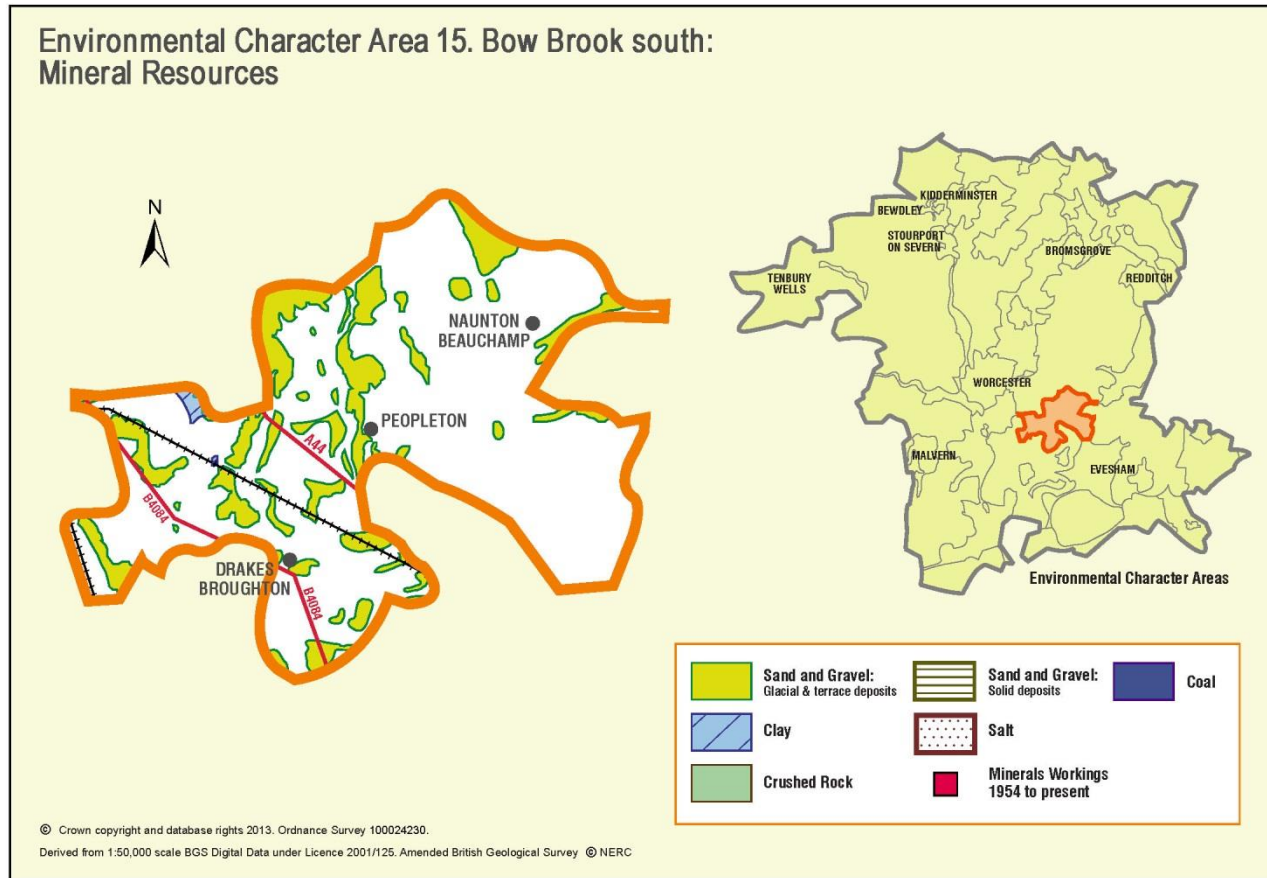 Environmental Character Area 15. Bow Brook south:
Mineral Resources
N
NAUNTON
BEAUCHAMP
PEOPLETON
A44
B4084
DRAKES
BROUGHTON
B4084
KIDDERMINSTER
BEWDLEY
STOURPORT
ON SEVERN
BROMSGROVE
REDDITCH
TENBURY
WELLS
WORCESTER
MALVERN
EVESHAM
Environmental Character Areas
Sand and Gravel:
Glacial & terrace deposits
Clay
Crushed Rock
Sand and Gravel:
Solid deposits
Salt
Minerals Workings
1954 to present
Coal
© Crown copyright and database rights 2013. Ordnance Survey 100024230.
Derived from 1:50,000 scale BGS Digital Data under Licence 2001/125. Amended British Geological Survey © NERC